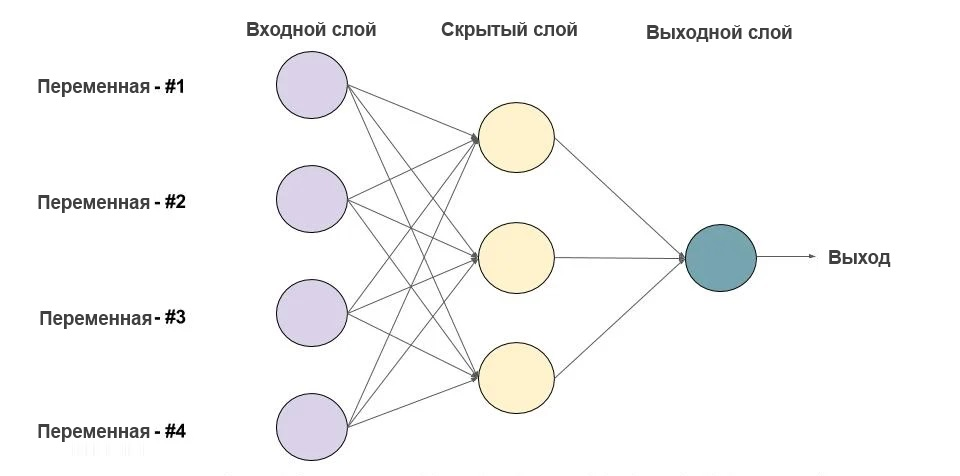 Входной слой
Скрытый слой
Выходной слой
Переменная - #1
Переменная - #2
Переменная - #3
Переменная - #4
Выход